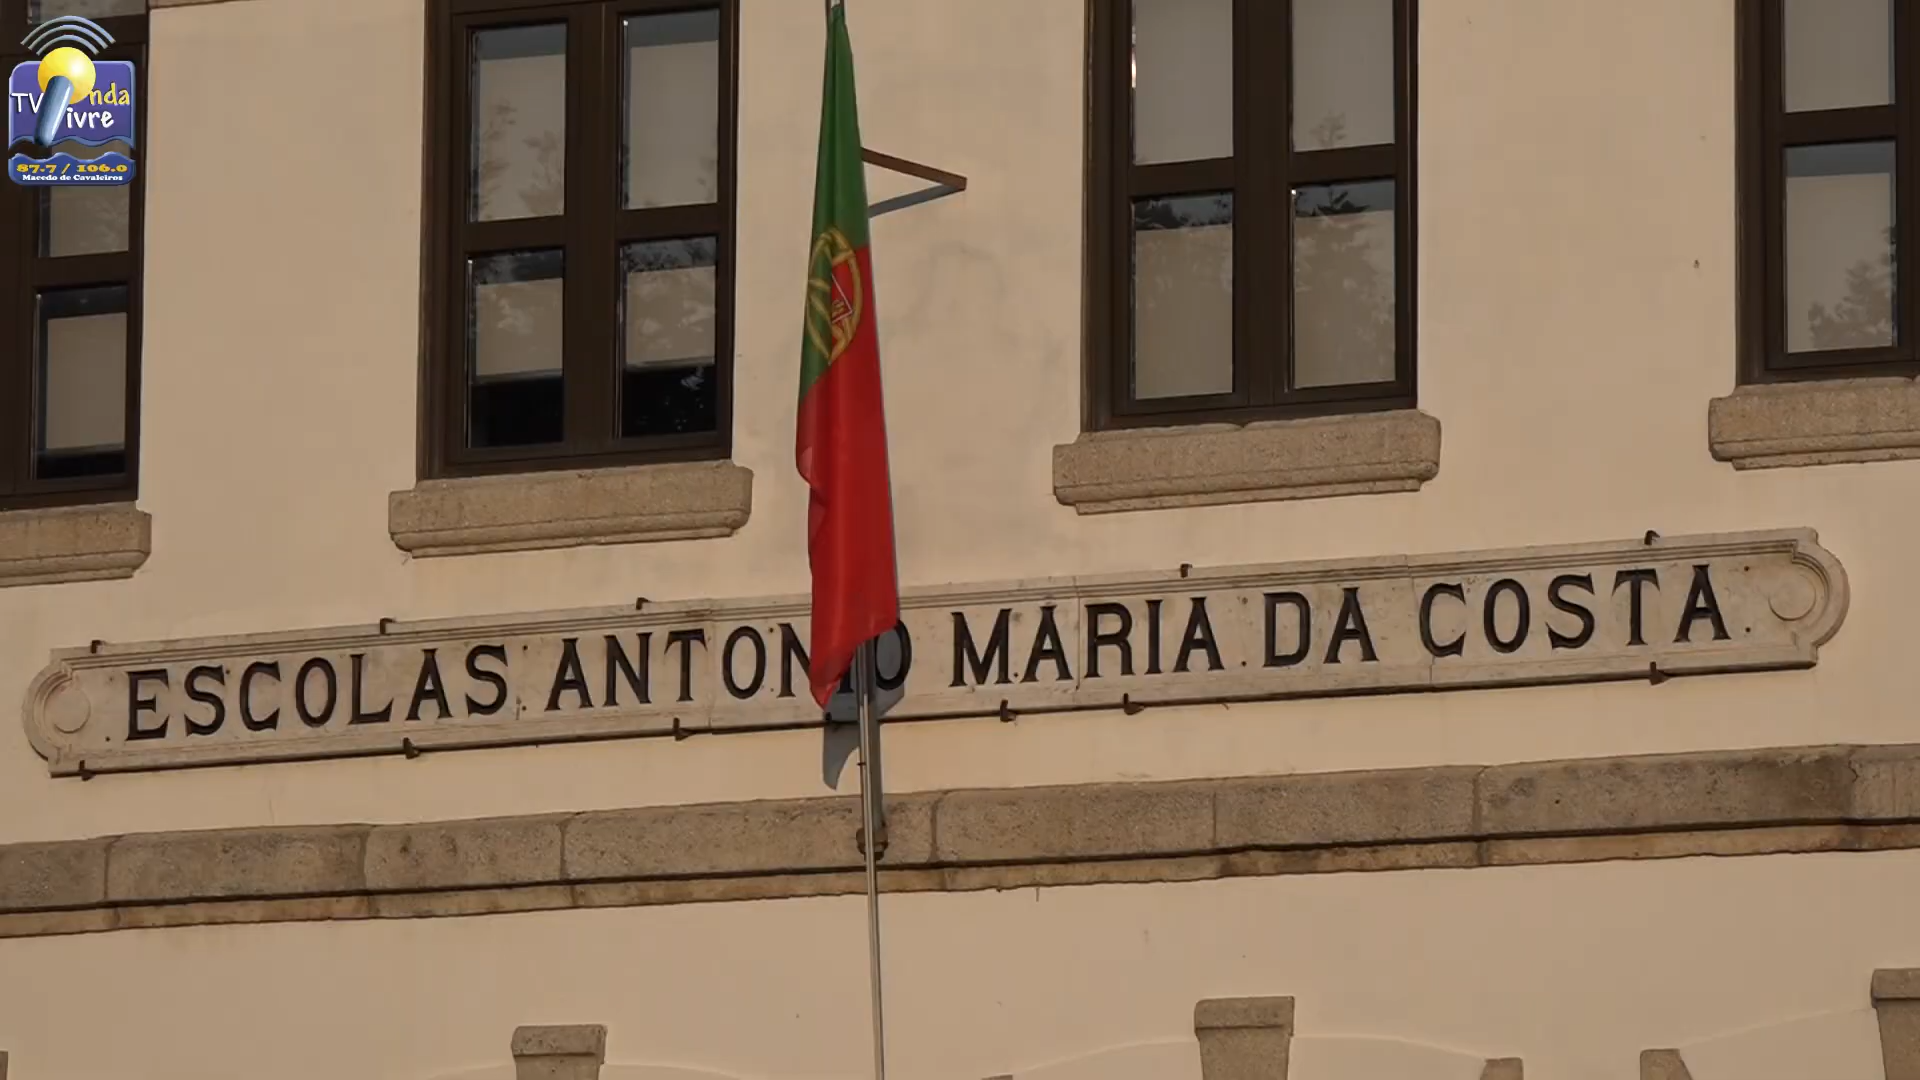 TV Onda
Livre
87.7 / 106.0
Macedo de Cavaleiros
ESCOLAS ANTONIO MARIA DA COSTA